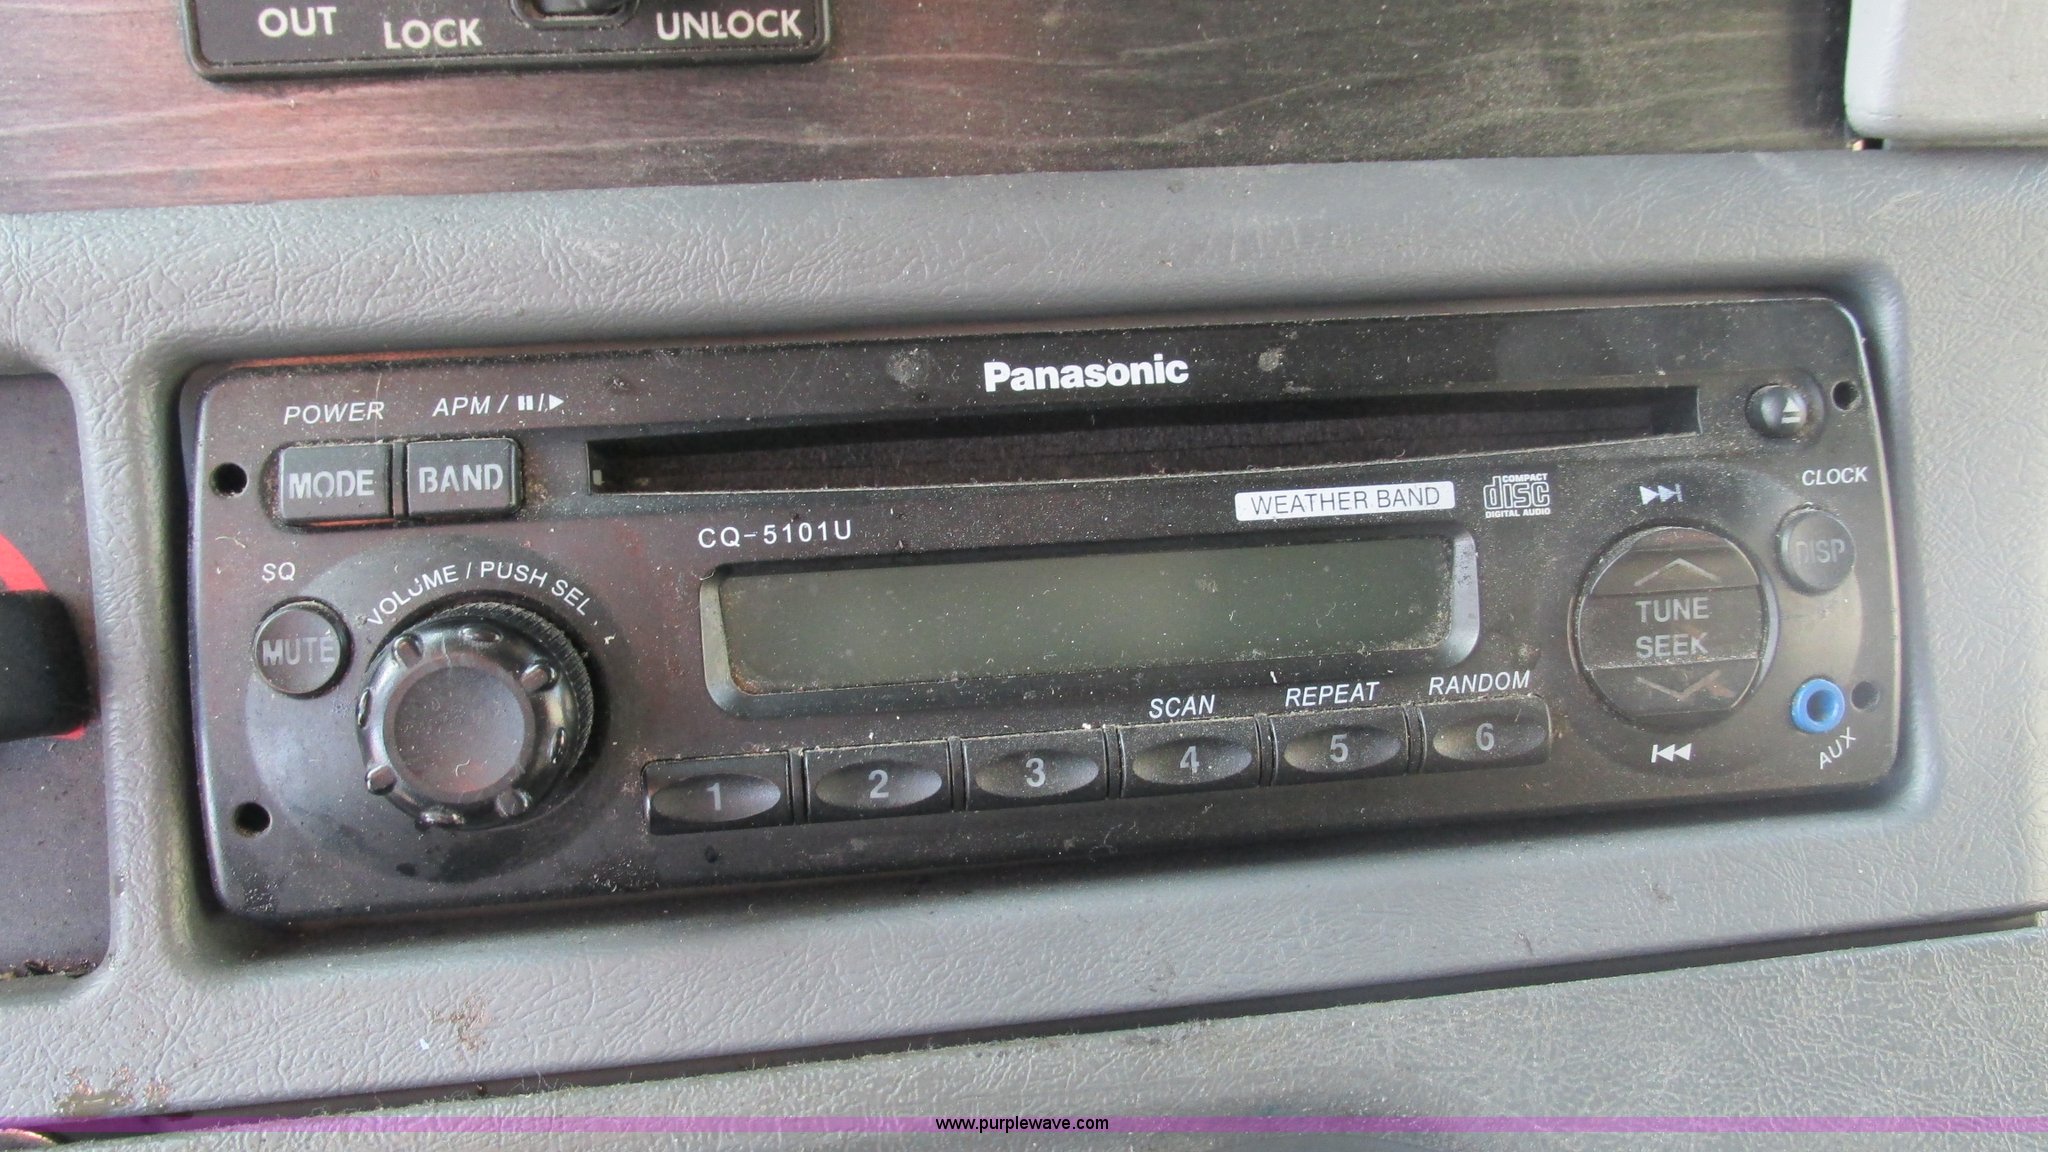 OUT LOCK UNLOCK
Panasonic
POWER APM /
MODE BAND
CLOCK
WEATHER BAND COMPACT disc DIGITAL AUDIO
CQ-5101U
SQ VOLUME / PUSH SEL
DISP
MUTE
TUNE
SEEK
SCAN REPEAT RANDOM
1 2 3 4 5 6
AUX
www.purplewave.com